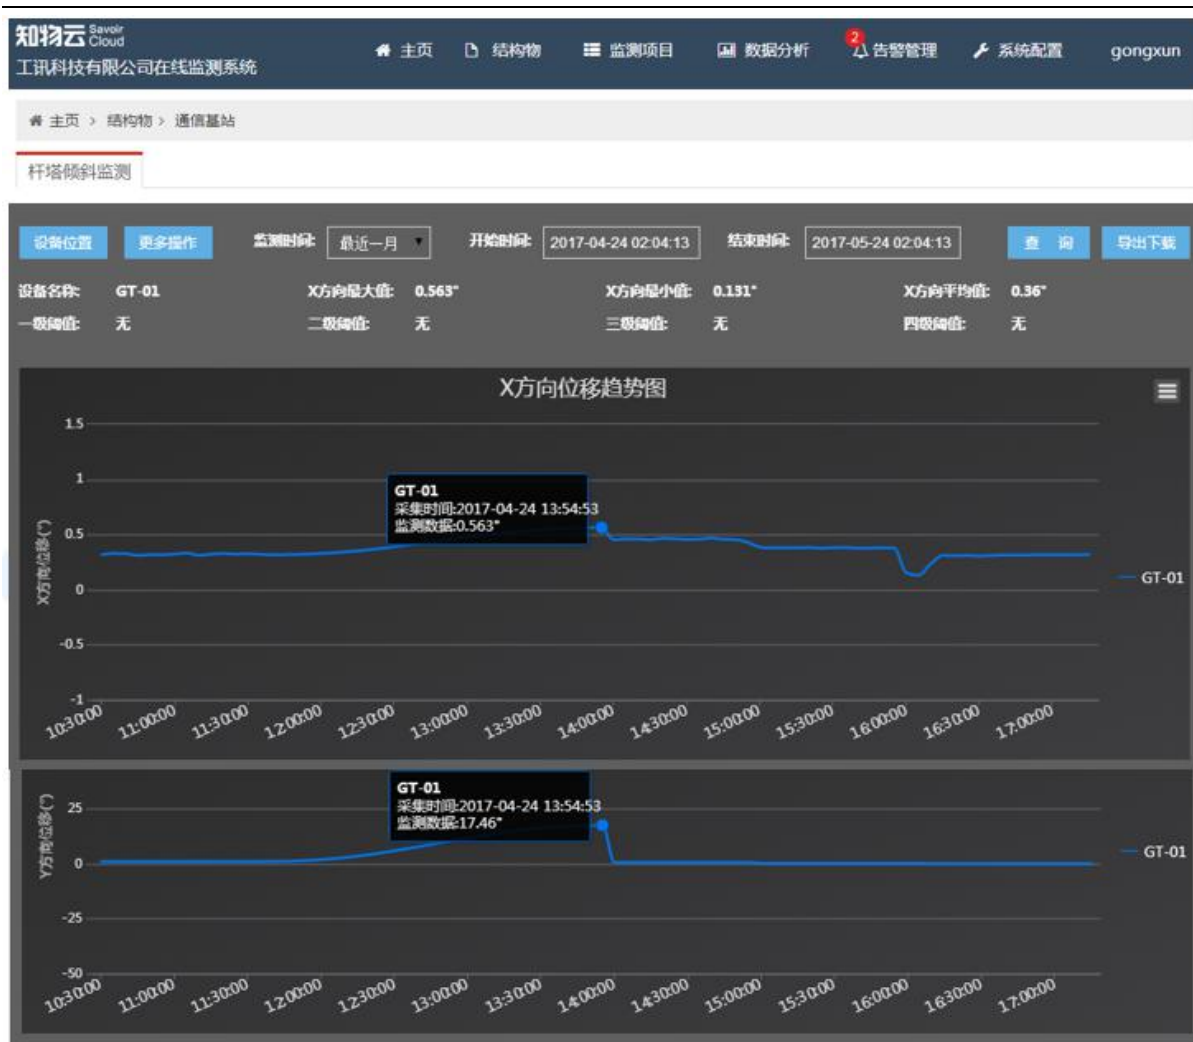 知物云 Savoir Cloud
工讯科技有限公司在线监测系统
主页 结构物 监测项目 数据分析 2 告警管理 系统配置 gongxun
主页 > 结构物 > 通信基站
杆塔倾斜监测
设备位置 更多操作 监测时间: 最近一月 开始时间: 2017-04-24 02:04:13 结束时间: 2017-05-24 02:04:13 查 询 导出下载
设备名称: GT-01 X方向最大值: 0.563° X方向最小值: 0.131° X方向平均值: 0.36°
一级阈值: 无 二级阈值: 无 三级阈值: 无 四级阈值: 无
X方向位移趋势图
X方向位移(°)
1.5
1
0.5
0
-0.5
-1
GT-01
采集时间:2017-04-24 13:54:53
监测数据:0.563°
GT-01
10:30:00 11:00:00 11:30:00 12:00:00 12:30:00 13:00:00 13:30:00 14:00:00 14:30:00 15:00:00 15:30:00 16:00:00 16:30:00 17:00:00
Y方向位移(°)
25
0
-25
-50
GT-01
采集时间:2017-04-24 13:54:53
监测数据:17.46°
GT-01
10:30:00 11:00:00 11:30:00 12:00:00 12:30:00 13:00:00 13:30:00 14:00:00 14:30:00 15:00:00 15:30:00 16:00:00 16:30:00 17:00:00